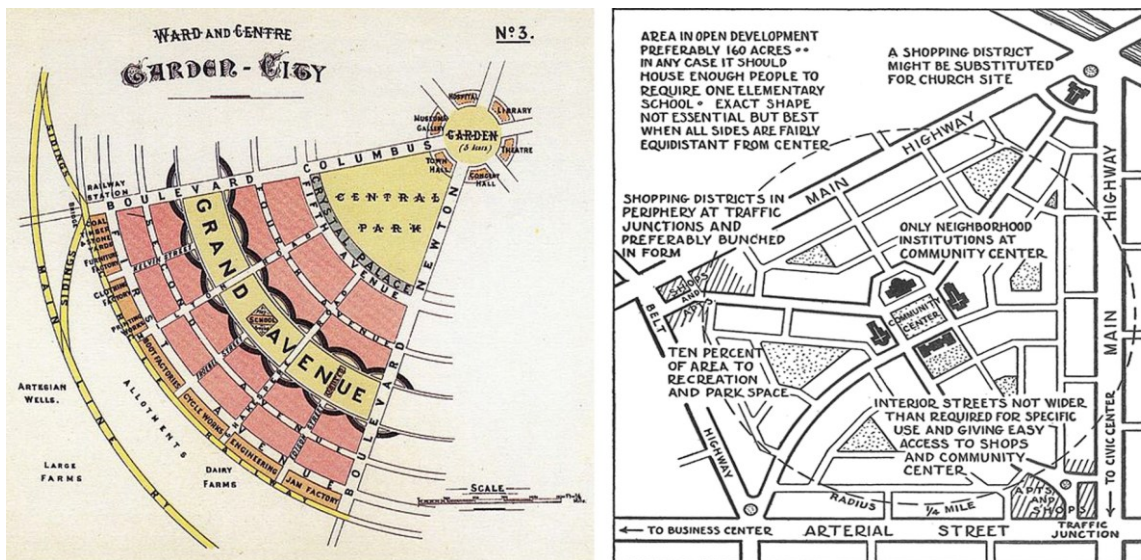 WARD AND CENTRE
GARDEN-CITY
Nº3.
HOSPITAL
LIBRARY
MUSEUM
GALLERY
GARDEN
THEATRE
TOWN
HALL
CONCERT
HALL
BOULEVARD COLUMBUS
CENTRAL
PARK
CRYSTAL PALACE
AVENUE
BOULEVARD NEWTON
GRAND AVENUE
SCHOOL
KELVIN STREET
RAILWAY
STATION
SIDINGS
SIDINGS
MAIN LINE
COAL
TIMBER
& STONE
YARDS
FURNITURE
FACTORY
CLOTHING
FACTORY
PRINTING
WORKS
BOOT FACTORIES
CYCLE WORKS
ENGINEERING
JAM FACTORY
ARTESIAN
WELLS.
ALLOTMENTS
LARGE
FARMS
DAIRY
FARMS
SCALE
AREA IN OPEN DEVELOPMENT
PREFERABLY 160 ACRES ••
IN ANY CASE IT SHOULD
HOUSE ENOUGH PEOPLE TO
REQUIRE ONE ELEMENTARY
SCHOOL • EXACT SHAPE
NOT ESSENTIAL BUT BEST
WHEN ALL SIDES ARE FAIRLY
EQUIDISTANT FROM CENTER
A SHOPPING DISTRICT
MIGHT BE SUBSTITUTED
FOR CHURCH SITE
MAIN HIGHWAY
HIGHWAY
MAIN
SHOPPING DISTRICTS IN
PERIPHERY AT TRAFFIC
JUNCTIONS AND
PREFERABLY BUNCHED
IN FORM
ONLY NEIGHBORHOOD
INSTITUTIONS AT
COMMUNITY CENTER
SHOPS
AND
APTS
COMMUNITY
CENTER
BELT
HIGHWAY
TEN PERCENT
OF AREA TO
RECREATION
AND PARK SPACE
INTERIOR STREETS NOT WIDER
THAN REQUIRED FOR SPECIFIC
USE AND GIVING EASY
ACCESS TO SHOPS
AND COMMUNITY
CENTER
TO CIVIC CENTER
RADIUS ¼ MILE
APTS
AND
SHOPS
TRAFFIC
JUNCTION
TO BUSINESS CENTER
ARTERIAL STREET